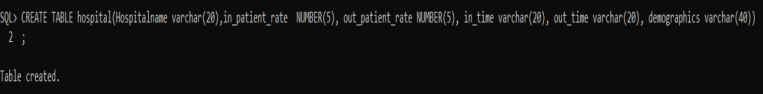 SQL> CREATE TABLE hospital(Hospitalname varchar(20),in_patient_rate  NUMBER(5), out_patient_rate NUMBER(5), in_time varchar(20), out_time varchar(20), demographics varchar(40))
  2  ;
Table created.